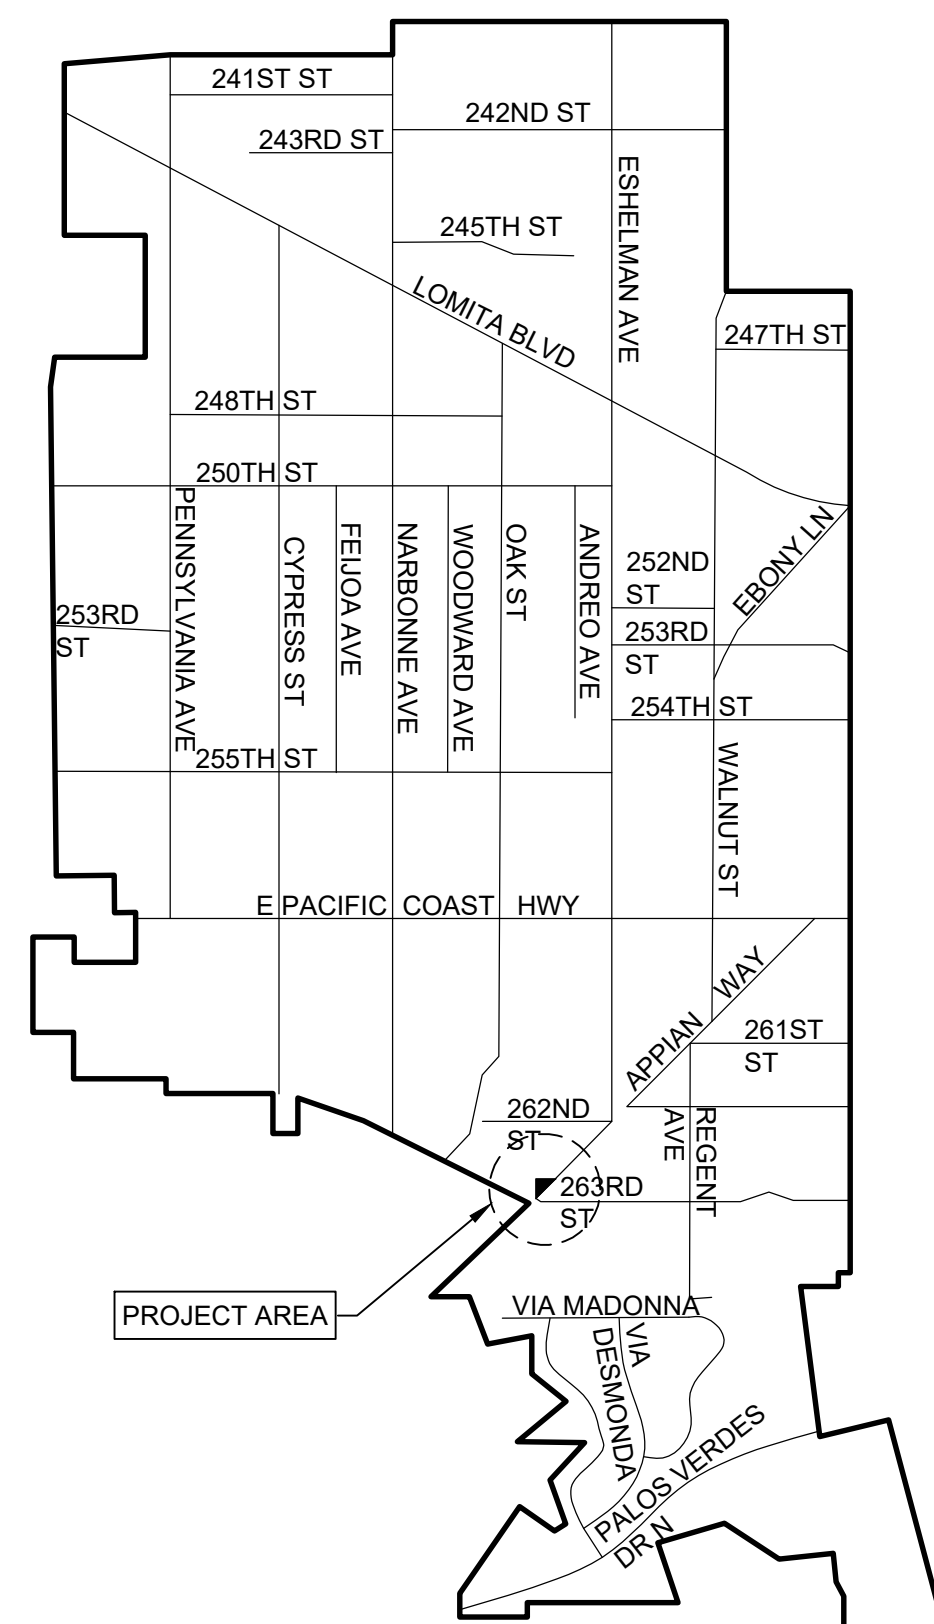 241ST ST
242ND ST
243RD ST
ESHELMAN AVE
245TH ST
LOMITA BLVD
247TH ST
248TH ST
250TH ST
PENNSYLVANIA AVE
CYPRESS ST
FEIJOA AVE
NARBONNE AVE
WOODWARD AVE
OAK ST
ANDREO AVE
252ND
ST
EBONY LN
253RD
ST
253RD
ST
254TH ST
255TH ST
WALNUT ST
E PACIFIC COAST HWY
APPIAN WAY
261ST
ST
262ND
ST
REGENT
AVE
263RD
ST
PROJECT AREA
VIA MADONNA
VIA
DESMONDA
PALOS VERDES
DR N